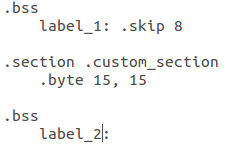 .bss
label_1: .skip 8
.section .custom_section
.byte 15, 15
.bss
label_2: